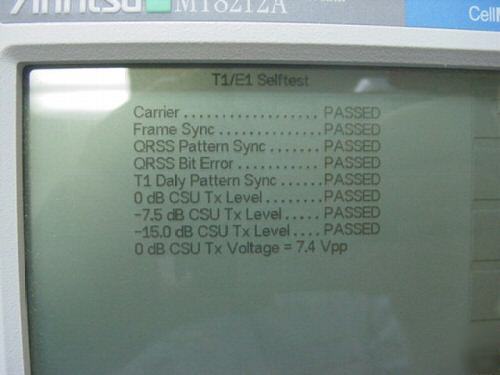 Anritsu MT8212A
CellM
T1/E1 Selftest
Carrier .................. PASSED
Frame Sync ............. PASSED
QRSS Pattern Sync ....... PASSED
QRSS Bit Error ........... PASSED
T1 Daly Pattern Sync ...... PASSED
0 dB CSU Tx Level ........ PASSED
-7.5 dB CSU Tx Level ..... PASSED
-15.0 dB CSU Tx Level .... PASSED
0 dB CSU Tx Voltage = 7.4 Vpp